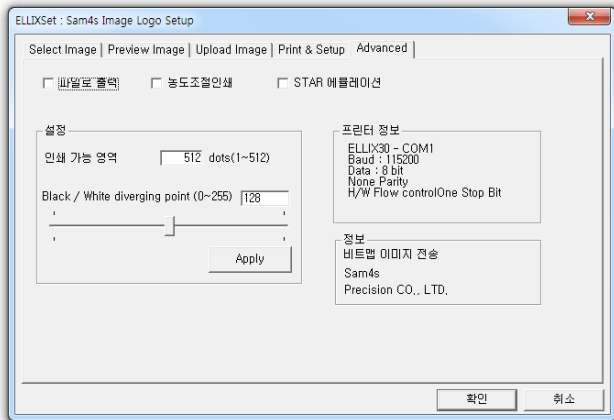 ELLIXSet : Sam4s Image Logo Setup
Select Image | Preview Image | Upload Image | Print & Setup | Advanced
파일로 출력 농도조절인쇄 STAR 에뮬레이션
설정
인쇄 가능 영역 512 dots(1~512)
Black / White diverging point (0~255) 128
Apply
프린터 정보
ELLIX30 - COM1
Baud : 115200
Data : 8 bit
None Parity
H/W Flow controlOne Stop Bit
정보
비트맵 이미지 전송
Sam4s
Precision CO., LTD.
확인 취소